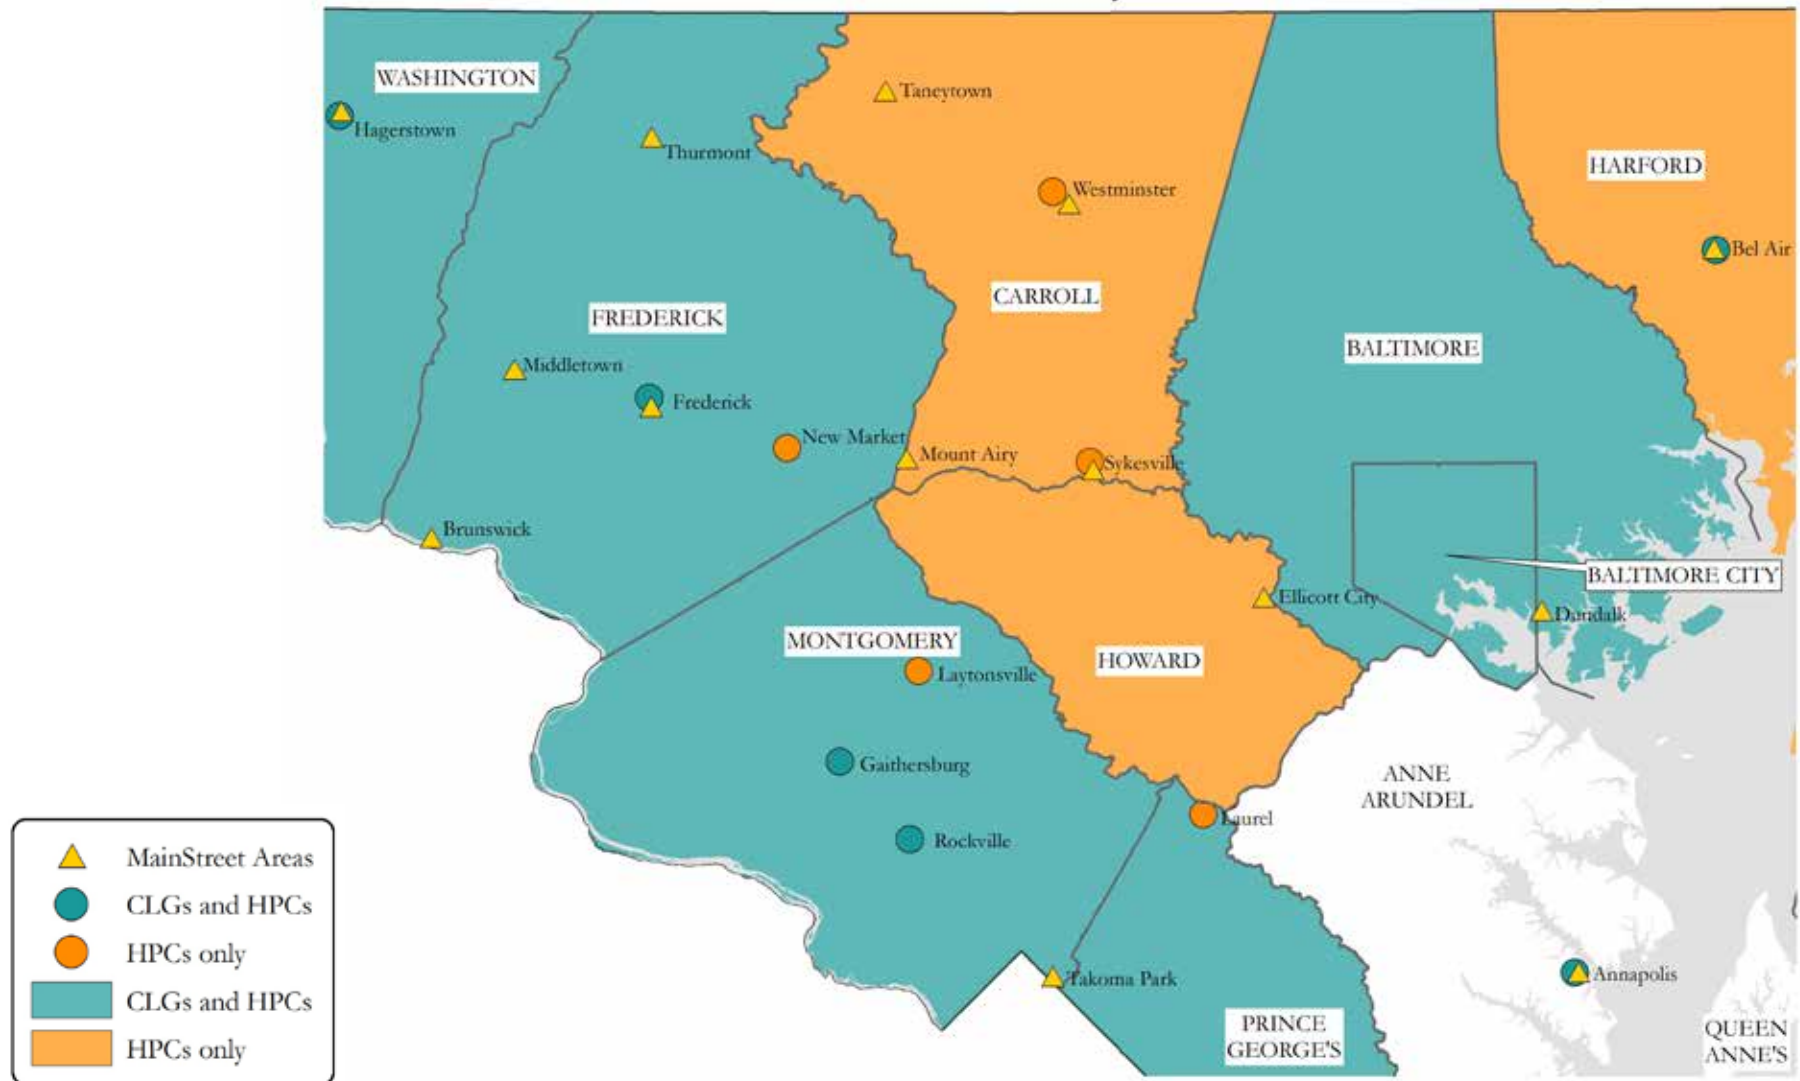 WASHINGTON
Hagerstown
Thurmont
Taneytown
Westminster
HARFORD
Bel Air
CARROLL
FREDERICK
BALTIMORE
Middletown
Frederick
New Market
Mount Airy
Sykesville
Brunswick
BALTIMORE CITY
Ellicott City
Dundalk
MONTGOMERY
HOWARD
Laytonsville
Gaithersburg
ANNE
ARUNDEL
Laurel
Rockville
Takoma Park
Annapolis
PRINCE
GEORGE'S
QUEEN
ANNE'S
MainStreet Areas
CLGs and HPCs
HPCs only
CLGs and HPCs
HPCs only